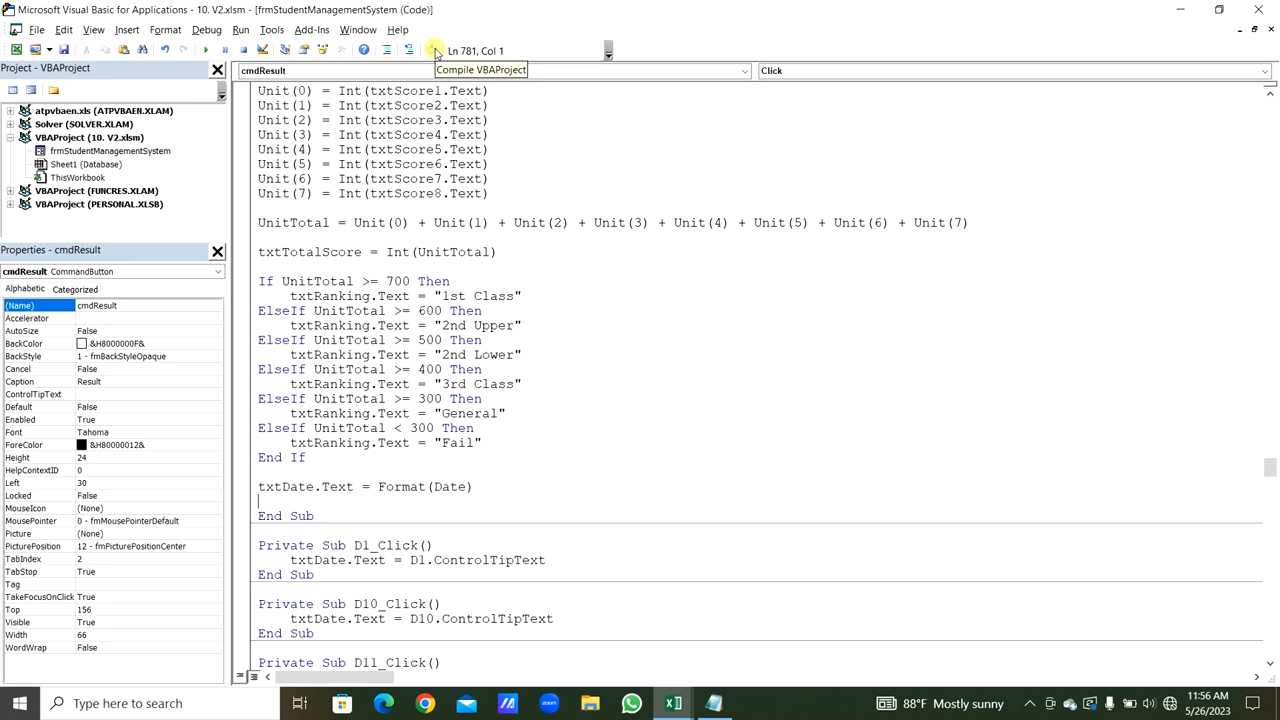 Microsoft Visual Basic for Applications - 10. V2.xlsm - [frmStudentManagementSystem (Code)]
File Edit View Insert Format Debug Run Tools Add-Ins Window Help
Ln 781, Col 1
Compile VBAProject
Project - VBAProject
atpvbaen.xls (ATPVBAEN.XLAM)
Solver (SOLVER.XLAM)
VBAProject (10. V2.xlsm)
frmStudentManagementSystem
Sheet1 (Database)
ThisWorkbook
VBAProject (FUNCRES.XLAM)
VBAProject (PERSONAL.XLSB)
Properties - cmdResult
cmdResult CommandButton
Alphabetic Categorized
(Name) cmdResult
Accelerator
AutoSize False
BackColor &H8000000F&
BackStyle 1 - fmBackStyleOpaque
Cancel False
Caption Result
ControlTipText
Default False
Enabled True
Font Tahoma
ForeColor &H80000012&
Height 24
HelpContextID 0
Left 30
Locked False
MouseIcon (None)
MousePointer 0 - fmMousePointerDefault
Picture (None)
PicturePosition 12 - fmPicturePositionCenter
TabIndex 2
TabStop True
Tag
TakeFocusOnClick True
Top 156
Visible True
Width 66
WordWrap False
cmdResult Click
Unit(0) = Int(txtScore1.Text)
Unit(1) = Int(txtScore2.Text)
Unit(2) = Int(txtScore3.Text)
Unit(3) = Int(txtScore4.Text)
Unit(4) = Int(txtScore5.Text)
Unit(5) = Int(txtScore6.Text)
Unit(6) = Int(txtScore7.Text)
Unit(7) = Int(txtScore8.Text)
UnitTotal = Unit(0) + Unit(1) + Unit(2) + Unit(3) + Unit(4) + Unit(5) + Unit(6) + Unit(7)
txtTotalScore = Int(UnitTotal)
If UnitTotal >= 700 Then
txtRanking.Text = "1st Class"
ElseIf UnitTotal >= 600 Then
txtRanking.Text = "2nd Upper"
ElseIf UnitTotal >= 500 Then
txtRanking.Text = "2nd Lower"
ElseIf UnitTotal >= 400 Then
txtRanking.Text = "3rd Class"
ElseIf UnitTotal >= 300 Then
txtRanking.Text = "General"
ElseIf UnitTotal < 300 Then
txtRanking.Text = "Fail"
End If
txtDate.Text = Format(Date)
End Sub
Private Sub D1_Click()
txtDate.Text = D1.ControlTipText
End Sub
Private Sub D10_Click()
txtDate.Text = D10.ControlTipText
End Sub
Private Sub D11_Click()
Type here to search
zoom
88°F Mostly sunny
11:56 AM
5/26/2023